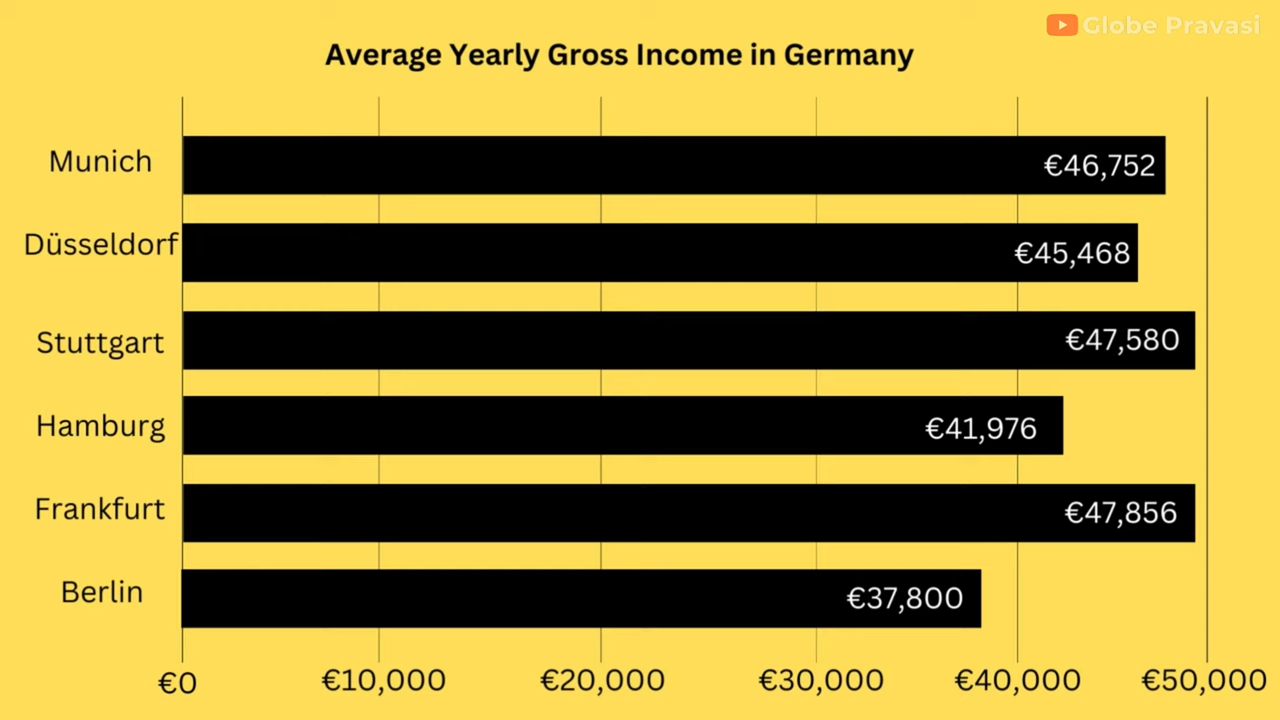 Globe Pravasi
Average Yearly Gross Income in Germany
Munich €46,752
Düsseldorf €45,468
Stuttgart €47,580
Hamburg €41,976
Frankfurt €47,856
Berlin €37,800
€0 €10,000 €20,000 €30,000 €40,000 €50,000